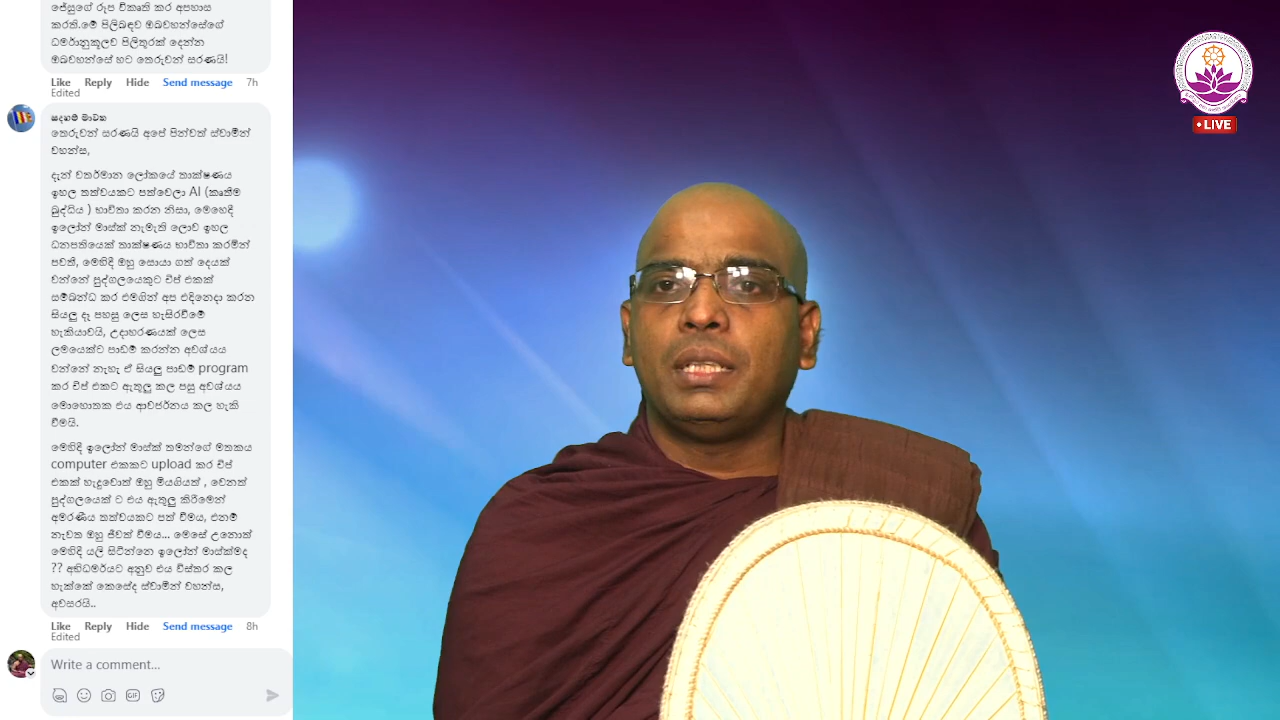 ජේසුගේ රූප විකෘති කර අපහාස
කරති.මේ පිලිබඳව ඔබවහන්සේගේ
ධර්මානුකූලව පිලිතුරක් දෙන්න
ඔබවහන්සේ හට තෙරුවන් සරණයි!
Like Reply Hide Send message 7h
Edited
සදහම් මාවත
තෙරුවන් සරණයි අපේ පින්වත් ස්වාමීන්
වහන්ස,
දැන් වර්තමාන ලෝකයේ තාක්ෂණය
ඉහල තත්වයකට පත්වෙලා AI (කෘතීම
බුද්ධිය ) භාවිතා කරන නිසා, මෙහෙදි
ඉලෝන් මාස්ක් නැමැති ලොව ඉහල
ධනපතියෙක් තාක්ෂණය භාවිතා කරමින්
පවතී, මෙහිදි ඔහු සොයා ගත් දෙයක්
වන්නේ පුද්ගලයෙකුට චිප් එකක්
සම්බන්ධ කර එමගින් අප එදිනෙදා කරන
සියලු දෑ පහසු ලෙස හැසිරවීමේ
හැකියාවයි, උදාහරණයක් ලෙස
ලමයෙක්ට පාඩම් කරන්න අවශ්‍යය
වන්නේ නැහැ ඒ සියලු පාඩම් program
කර චිප් එකට ඇතුලු කල පසු අවශ්‍යය
මොහොතක එය ආවර්ජනය කල හැකි
වීමයි.
මෙහිදි ඉලෝන් මාස්ක් තමන්ගේ මතකය
computer එකකට upload කර චිප්
එකක් හැදුවොත් ඔහු මියගියත් , වෙනත්
පුද්ගලයෙක් ට එය ඇතුලු කිරීමෙන්
අමරණීය තත්වයකට පත් වීමය, එනම්
නැවත ඔහු ජීවත් වීමය... මෙසේ උනොත්
මෙහිදි යලි සිටින්නෙ ඉලෝන් මාස්ක්මද
?? අභිධර්මයට අනුව එය විස්තර කල
හැක්කේ කෙසේද ස්වාමීන් වහන්ස,
අවසරයි..
Like Reply Hide Send message 8h
Edited
Write a comment...
GIF
LIVE